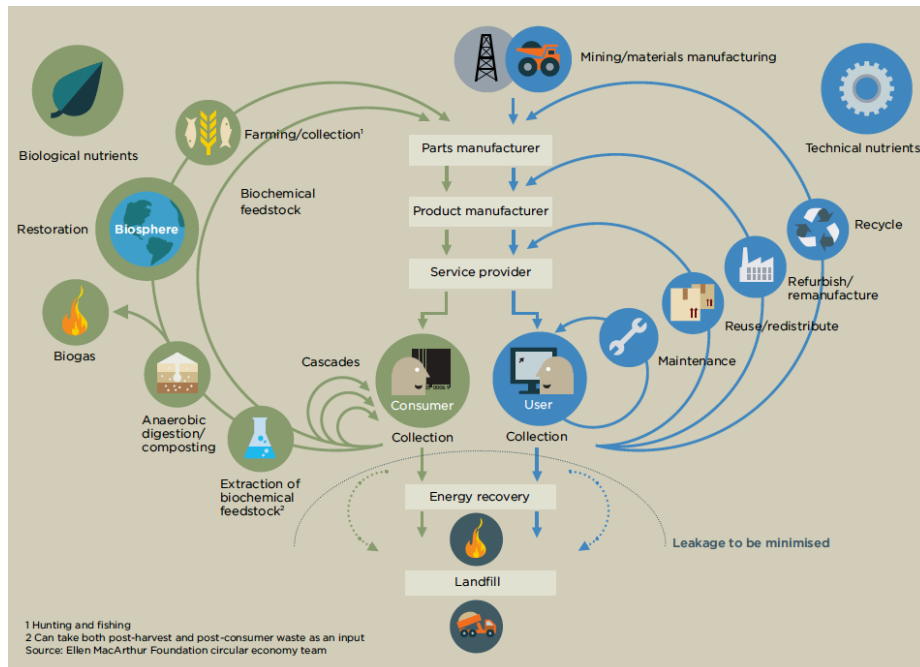 Mining/materials manufacturing
Biological nutrients
Farming/collection¹
Technical nutrients
Parts manufacturer
Biochemical
feedstock
Product manufacturer
Restoration
Biosphere
Recycle
Service provider
Refurbish/
remanufacture
Reuse/redistribute
Biogas
Cascades
Maintenance
Consumer
User
Anaerobic
digestion/
composting
Collection
Collection
Extraction of
biochemical
feedstock²
Energy recovery
Leakage to be minimised
Landfill
1 Hunting and fishing
2 Can take both post-harvest and post-consumer waste as an input
Source: Ellen MacArthur Foundation circular economy team